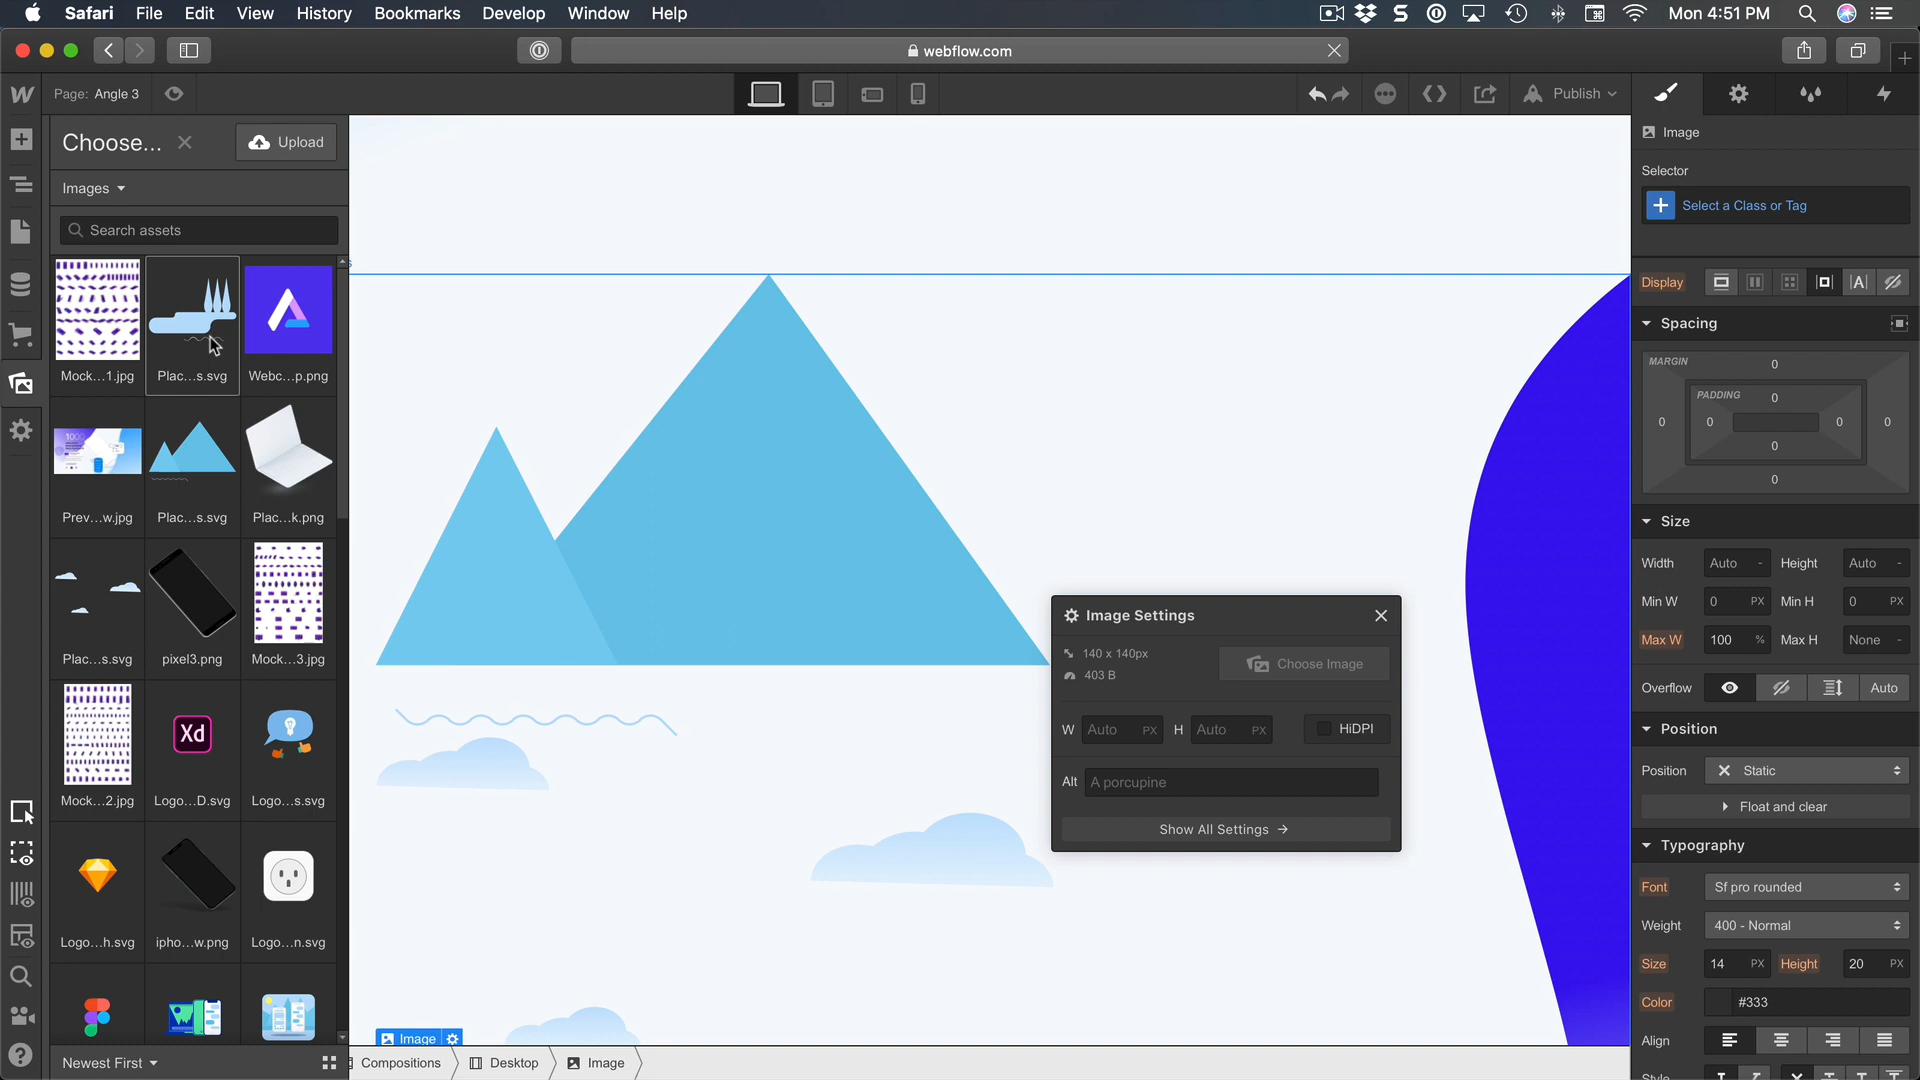 Safari File Edit View History Bookmarks Develop Window Help Mon 4:51 PM
webflow.com
Page: Angle 3
Publish
Choose...
Upload
Images
Search assets
Mock...1.jpg
Plac...s.svg
Webc...p.png
Prev...w.jpg
Plac...s.svg
Plac...k.png
Plac...s.svg
pixel3.png
Mock...3.jpg
Xd
Mock...2.jpg
Logo...D.svg
Logo...s.svg
Logo...h.svg
ipho...w.png
Logo...n.svg
Newest First
Image
Compositions
Desktop
Image
Image Settings
140 x 140px
403 B
Choose Image
W Auto PX H Auto PX HiDPI
Alt A porcupine
Show All Settings
Image
Selector
Select a Class or Tag
Display
Spacing
MARGIN
0
PADDING
0
0 0 0 0
0
0
Size
Width Auto - Height Auto -
Min W 0 PX Min H 0 PX
Max W 100 % Max H None -
Overflow Auto
Position
Position Static
Float and clear
Typography
Font Sf pro rounded
Weight 400 - Normal
Size 14 PX Height 20 PX
Color #333
Align